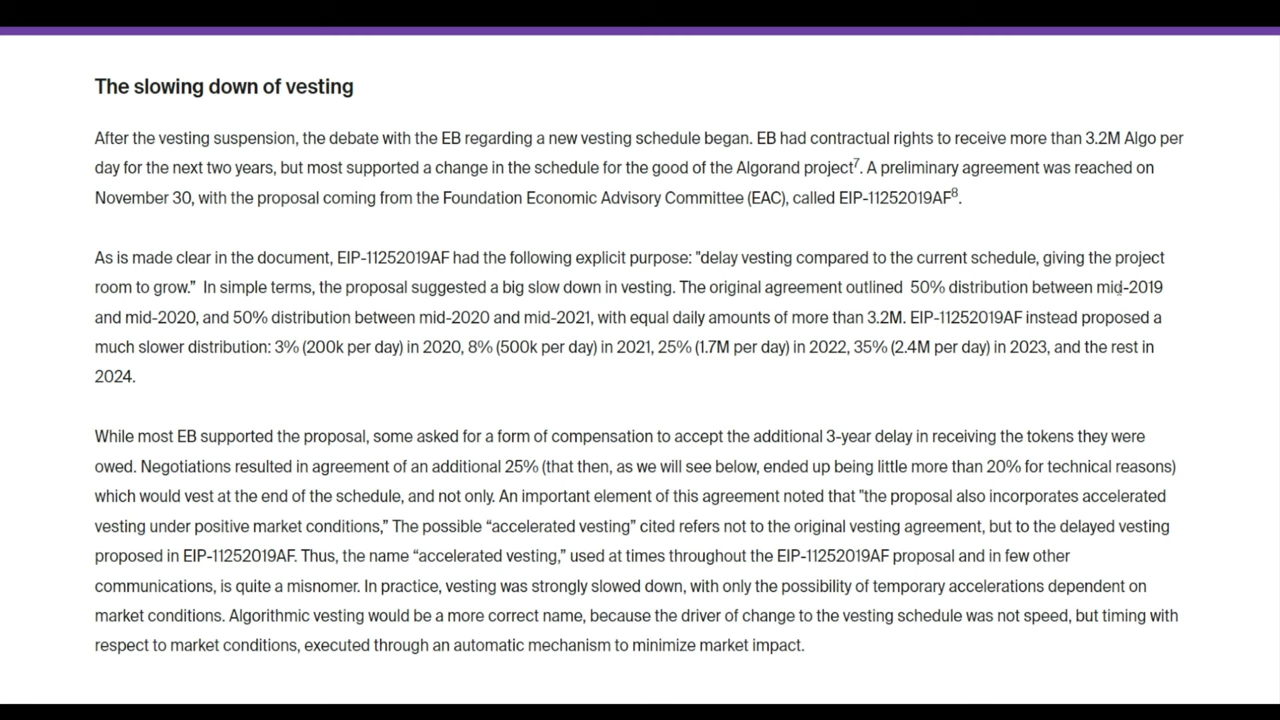 The slowing down of vesting
After the vesting suspension, the debate with the EB regarding a new vesting schedule began. EB had contractual rights to receive more than 3.2M Algo per
day for the next two years, but most supported a change in the schedule for the good of the Algorand project7. A preliminary agreement was reached on
November 30, with the proposal coming from the Foundation Economic Advisory Committee (EAC), called EIP-11252019AF8.
As is made clear in the document, EIP-11252019AF had the following explicit purpose: "delay vesting compared to the current schedule, giving the project
room to grow.” In simple terms, the proposal suggested a big slow down in vesting. The original agreement outlined 50% distribution between mid-2019
and mid-2020, and 50% distribution between mid-2020 and mid-2021, with equal daily amounts of more than 3.2M. EIP-11252019AF instead proposed a
much slower distribution: 3% (200k per day) in 2020, 8% (500k per day) in 2021, 25% (1.7M per day) in 2022, 35% (2.4M per day) in 2023, and the rest in
2024.
While most EB supported the proposal, some asked for a form of compensation to accept the additional 3-year delay in receiving the tokens they were
owed. Negotiations resulted in agreement of an additional 25% (that then, as we will see below, ended up being little more than 20% for technical reasons)
which would vest at the end of the schedule, and not only. An important element of this agreement noted that "the proposal also incorporates accelerated
vesting under positive market conditions,” The possible “accelerated vesting” cited refers not to the original vesting agreement, but to the delayed vesting
proposed in EIP-11252019AF. Thus, the name “accelerated vesting,” used at times throughout the EIP-11252019AF proposal and in few other
communications, is quite a misnomer. In practice, vesting was strongly slowed down, with only the possibility of temporary accelerations dependent on
market conditions. Algorithmic vesting would be a more correct name, because the driver of change to the vesting schedule was not speed, but timing with
respect to market conditions, executed through an automatic mechanism to minimize market impact.